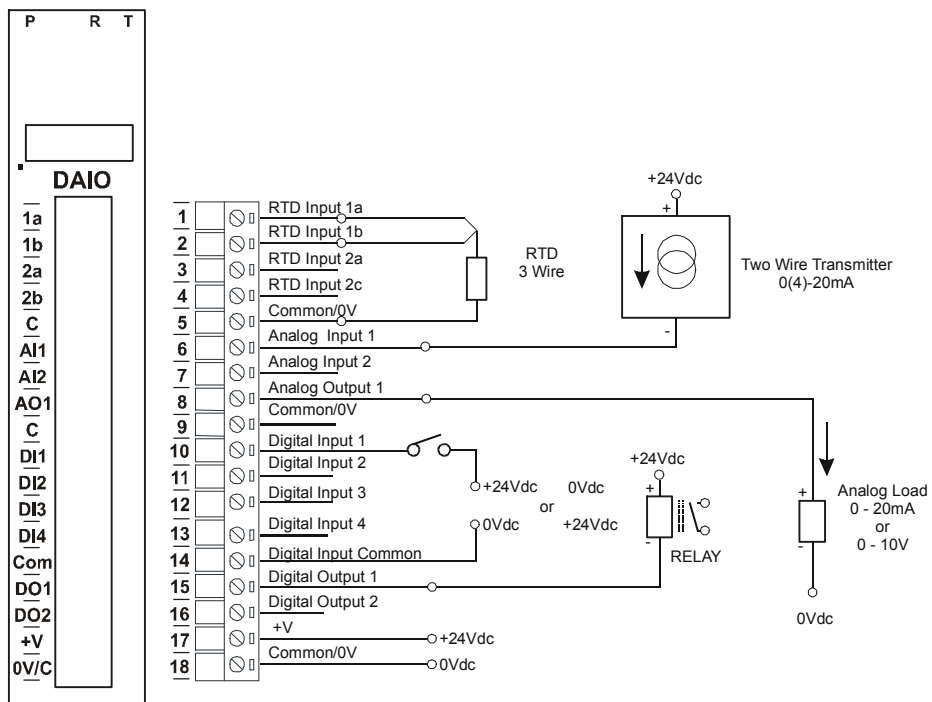 P R T
DAIO
1a
1b
2a
2b
C
AI1
AI2
AO1
C
DI1
DI2
DI3
DI4
Com
DO1
DO2
+V
0V/C
1 RTD Input 1a
2 RTD Input 1b
3 RTD Input 2a
4 RTD Input 2c
5 Common/0V
6 Analog Input 1
7 Analog Input 2
8 Analog Output 1
9 Common/0V
10 Digital Input 1
11 Digital Input 2
12 Digital Input 3
13 Digital Input 4
14 Digital Input Common
15 Digital Output 1
16 Digital Output 2
17 +V
18 Common/0V
RTD
3 Wire
+24Vdc
+
-
Two Wire Transmitter
0(4)-20mA
+24Vdc 0Vdc
or
0Vdc +24Vdc
+24Vdc
+
-
RELAY
+
-
Analog Load
0 - 20mA
or
0 - 10V
0Vdc
+24Vdc
0Vdc